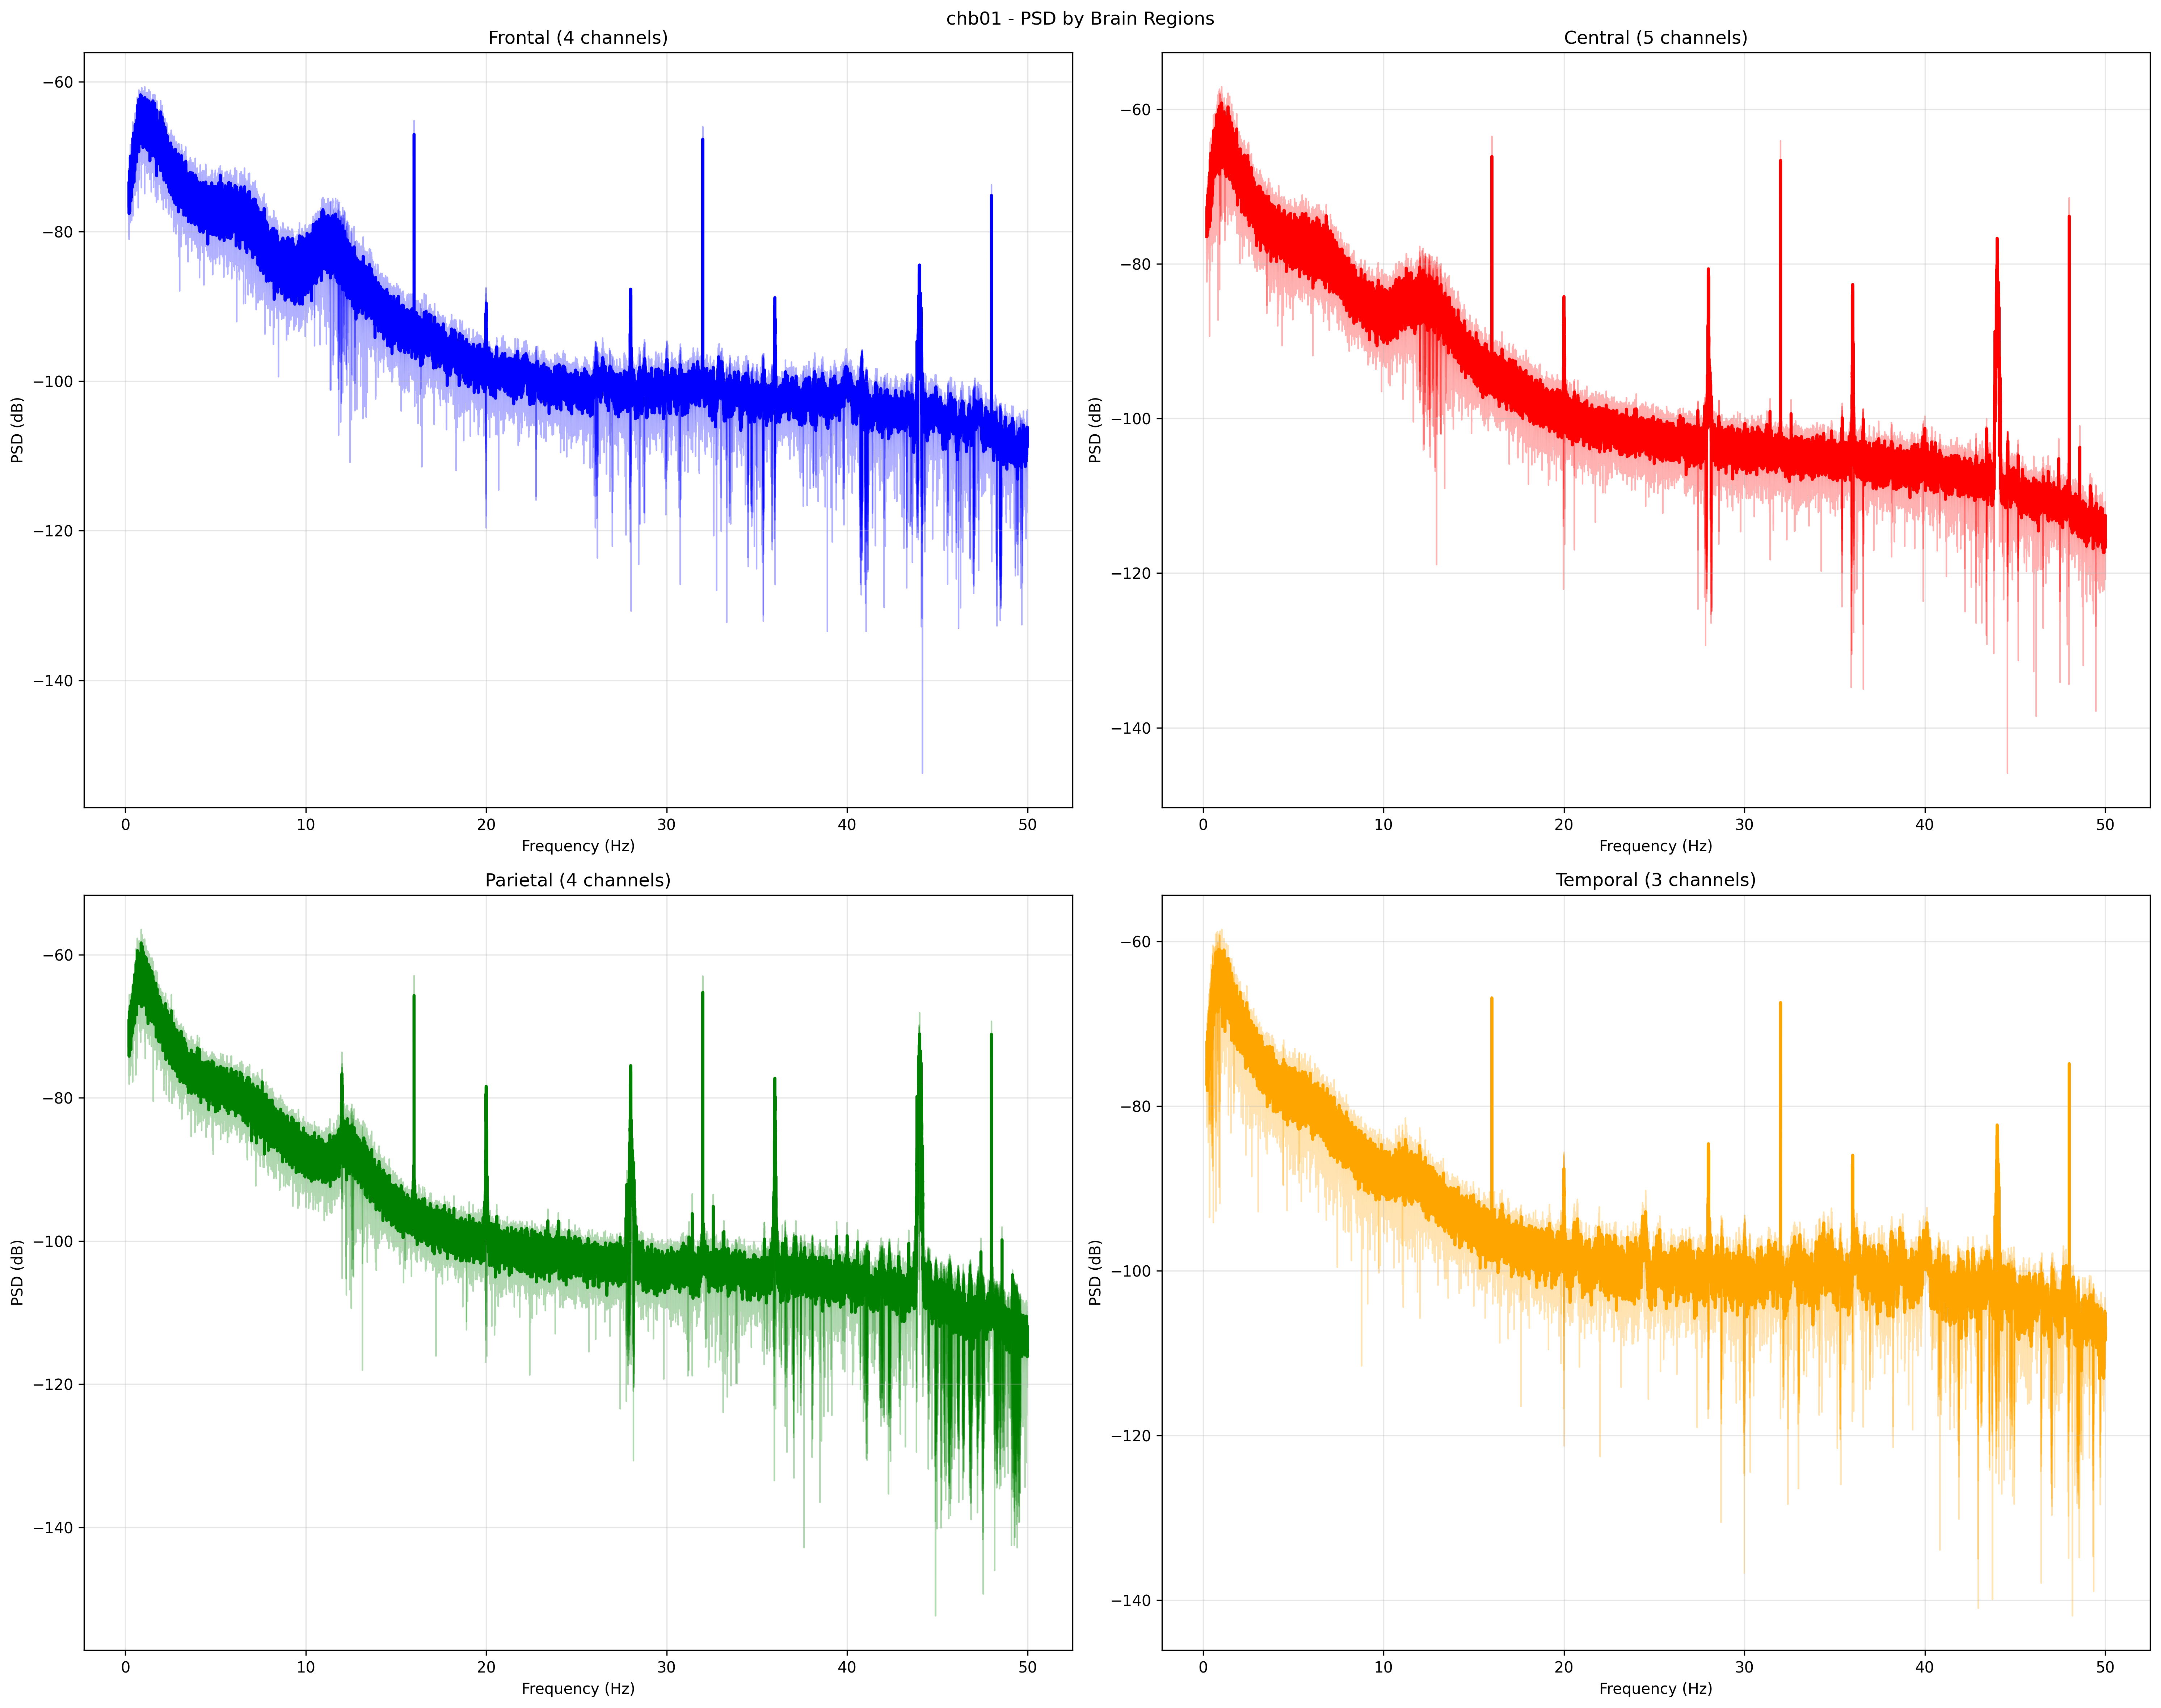 chb01 - PSD by Brain Regions
Frontal (4 channels)
PSD (dB)
−60
−80
−100
−120
−140
0 10 20 30 40 50
Frequency (Hz)
Central (5 channels)
PSD (dB)
−60
−80
−100
−120
−140
0 10 20 30 40 50
Frequency (Hz)
Parietal (4 channels)
PSD (dB)
−60
−80
−100
−120
−140
0 10 20 30 40 50
Frequency (Hz)
Temporal (3 channels)
PSD (dB)
−60
−80
−100
−120
−140
0 10 20 30 40 50
Frequency (Hz)